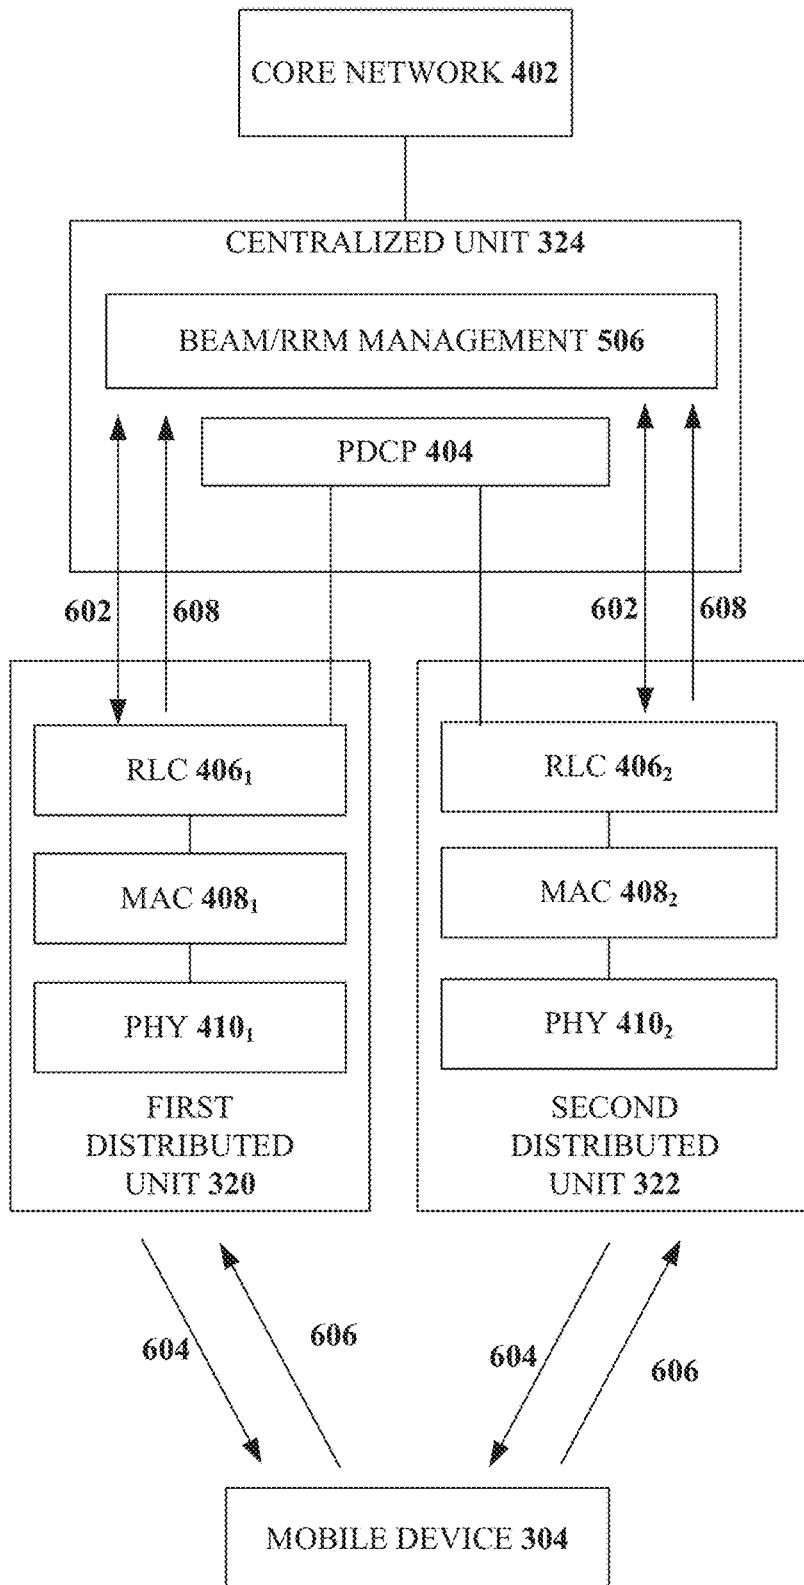 CORE NETWORK 402
CENTRALIZED UNIT 324
BEAM/RRM MANAGEMENT 506
PDCP 404
602 608 602 608
RLC 406₁
MAC 408₁
PHY 410₁
FIRST
DISTRIBUTED
UNIT 320
RLC 406₂
MAC 408₂
PHY 410₂
SECOND
DISTRIBUTED
UNIT 322
604 606 604 606
MOBILE DEVICE 304